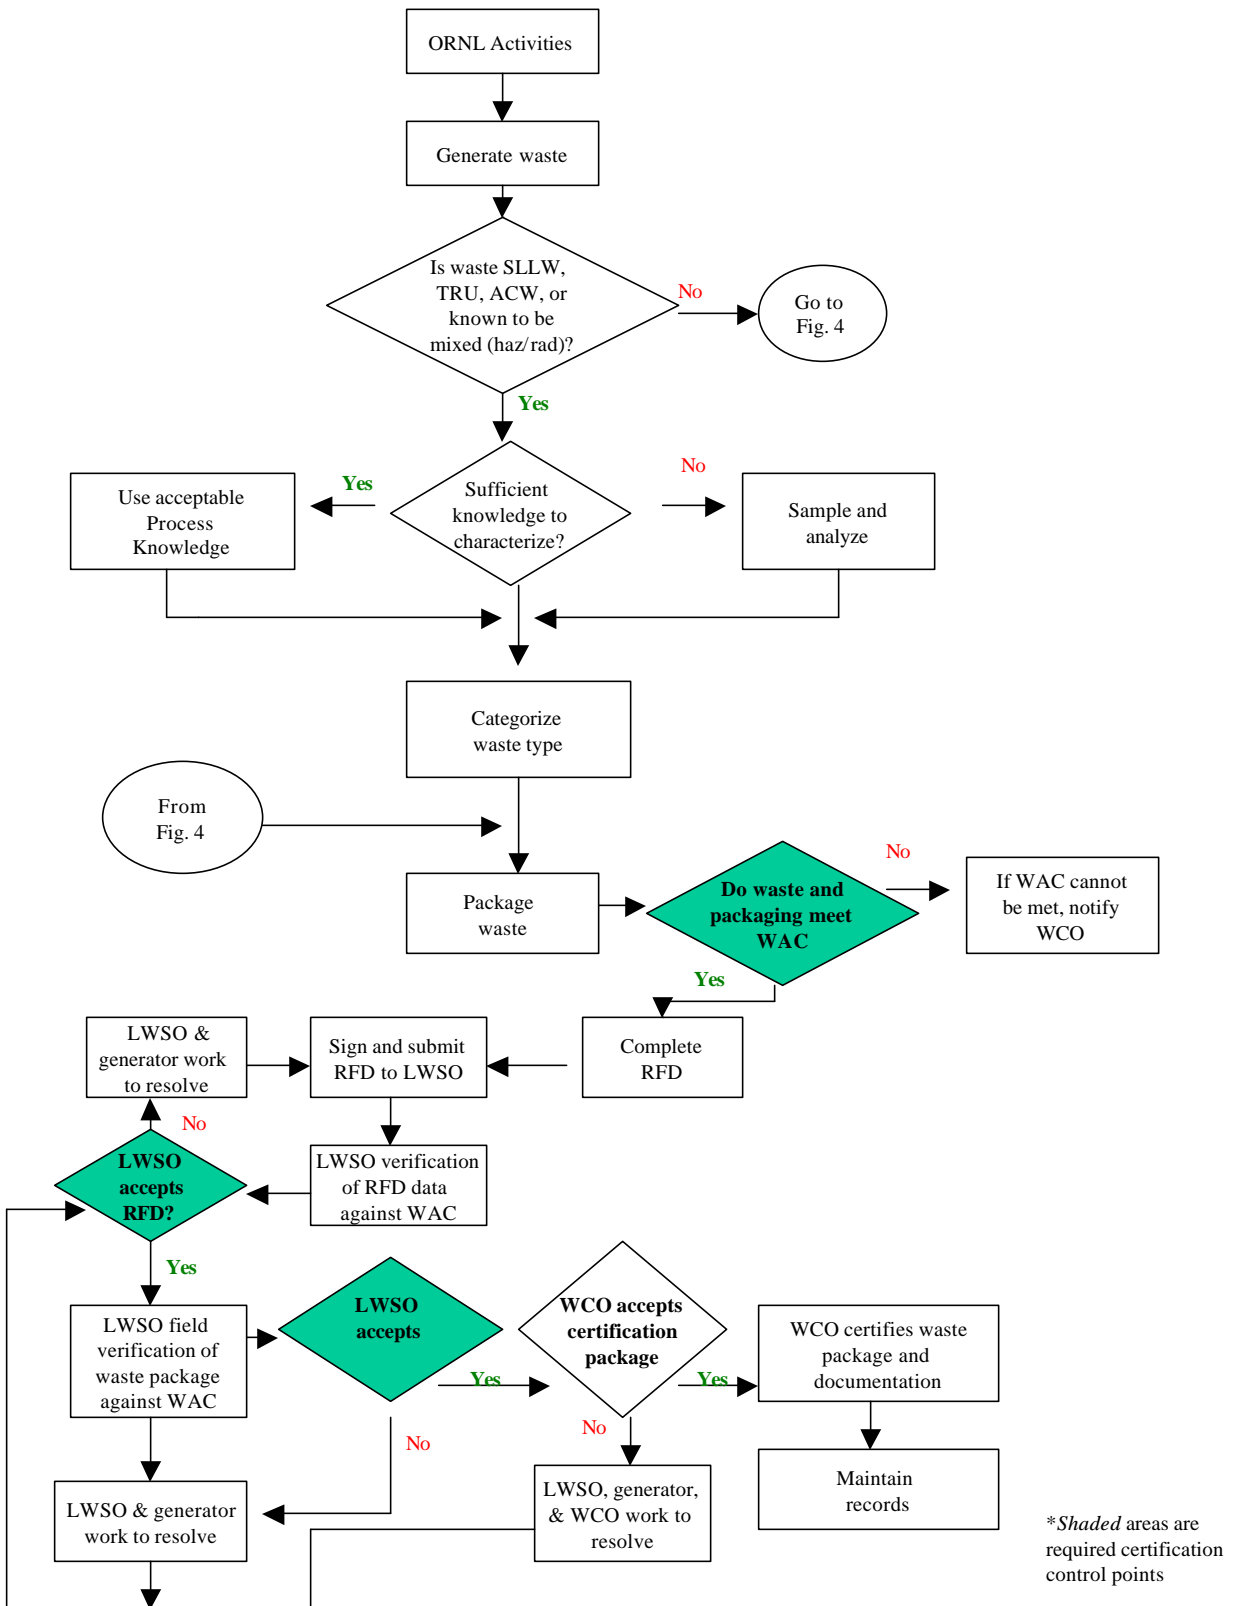 ORNL Activities
Generate waste
Is waste SLLW,
TRU, ACW, or
known to be
mixed (haz/rad)?
No
Go to
Fig. 4
Yes
Sufficient
knowledge to
characterize?
Yes
No
Use acceptable
Process
Knowledge
Sample and
analyze
Categorize
waste type
From
Fig. 4
Package
waste
Do waste and
packaging meet
WAC
No
If WAC cannot
be met, notify
WCO
Yes
Complete
RFD
Sign and submit
RFD to LWSO
LWSO &
generator work
to resolve
No
LWSO verification
of RFD data
against WAC
LWSO
accepts
RFD?
Yes
LWSO field
verification of
waste package
against WAC
LWSO
accepts
Yes
No
WCO accepts
certification
package
Yes
No
WCO certifies waste
package and
documentation
Maintain
records
LWSO & generator
work to resolve
LWSO, generator,
& WCO work to
resolve
*Shaded areas are
required certification
control points